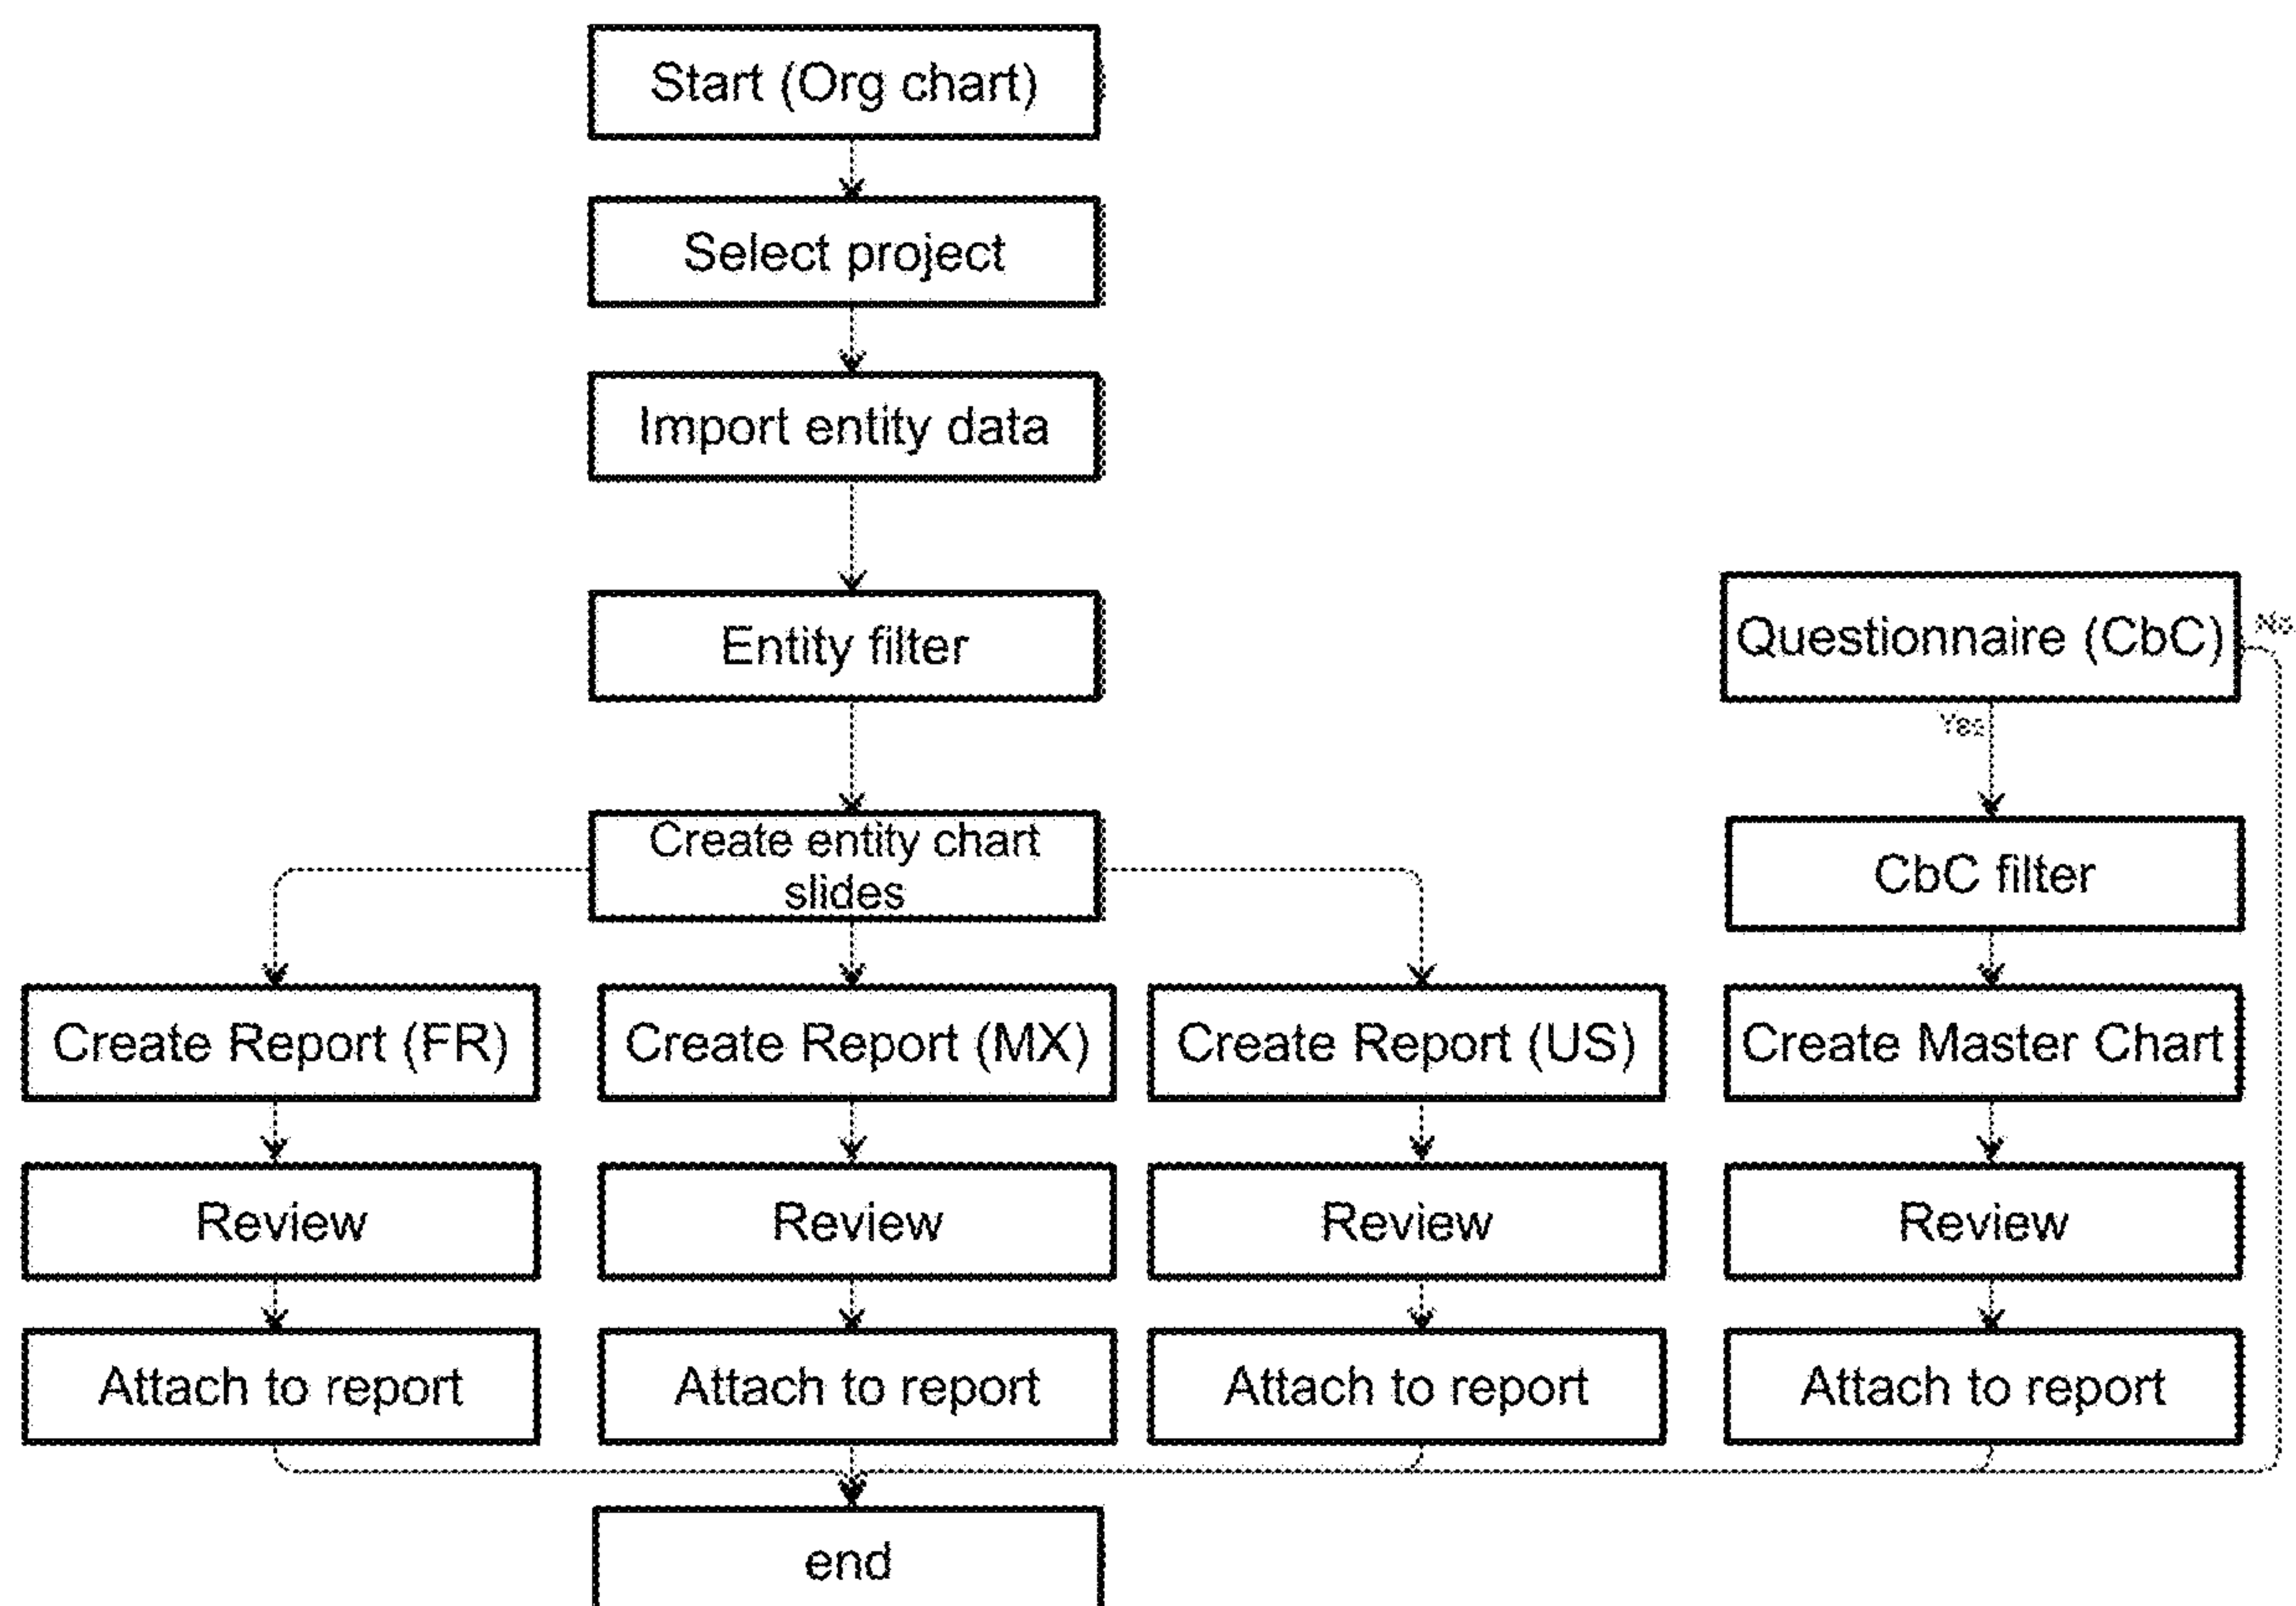 Start (Org chart)
Select project
Import entity data
Entity filter
Questionnaire (CbC)
No
Yes
Create entity chart
slides
CbC filter
Create Report (FR)
Create Report (MX)
Create Report (US)
Create Master Chart
Review
Review
Review
Review
Attach to report
Attach to report
Attach to report
Attach to report
end